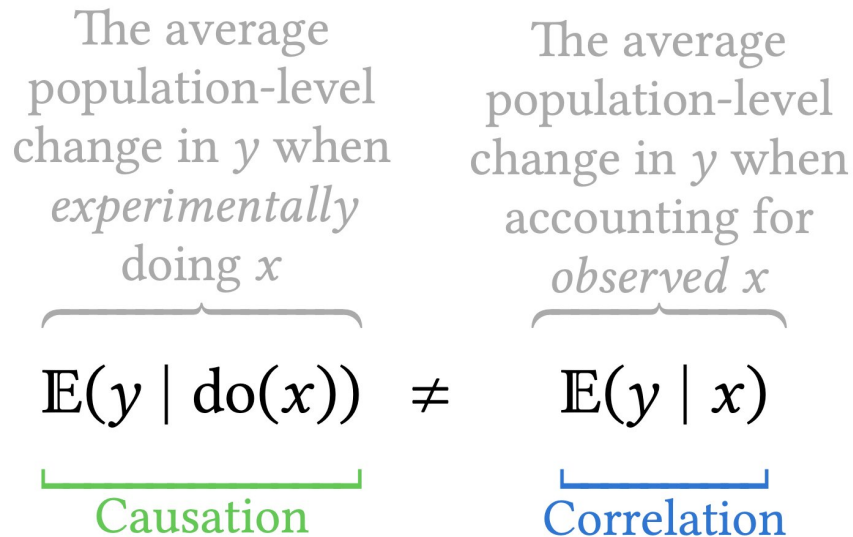 The average
population-level
change in y when
experimentally
doing x
The average
population-level
change in y when
accounting for
observed x
𝔼(y | do(x)) ≠ 𝔼(y | x)
Causation
Correlation